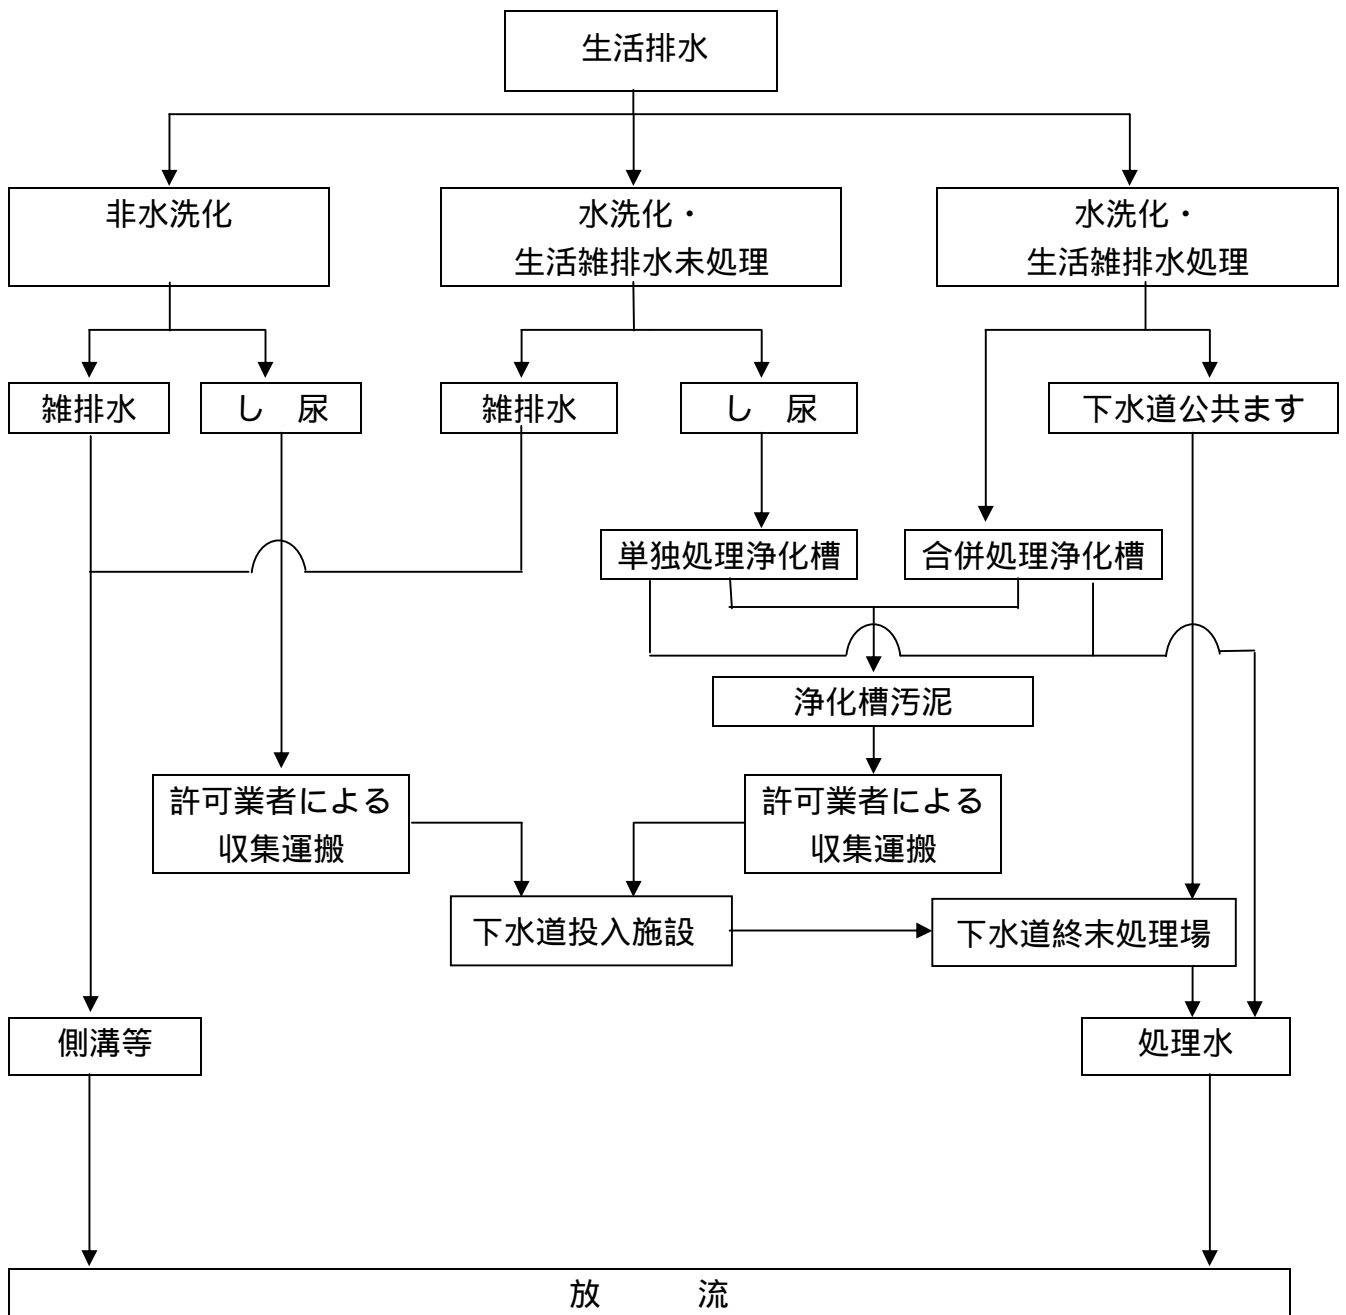 生活排水
非水洗化
水洗化・
生活雑排水未処理
水洗化・
生活雑排水処理
雑排水
し　尿
雑排水
し　尿
下水道公共ます
単独処理浄化槽
合併処理浄化槽
浄化槽汚泥
許可業者による
収集運搬
許可業者による
収集運搬
下水道投入施設
下水道終末処理場
側溝等
処理水
放　　　流